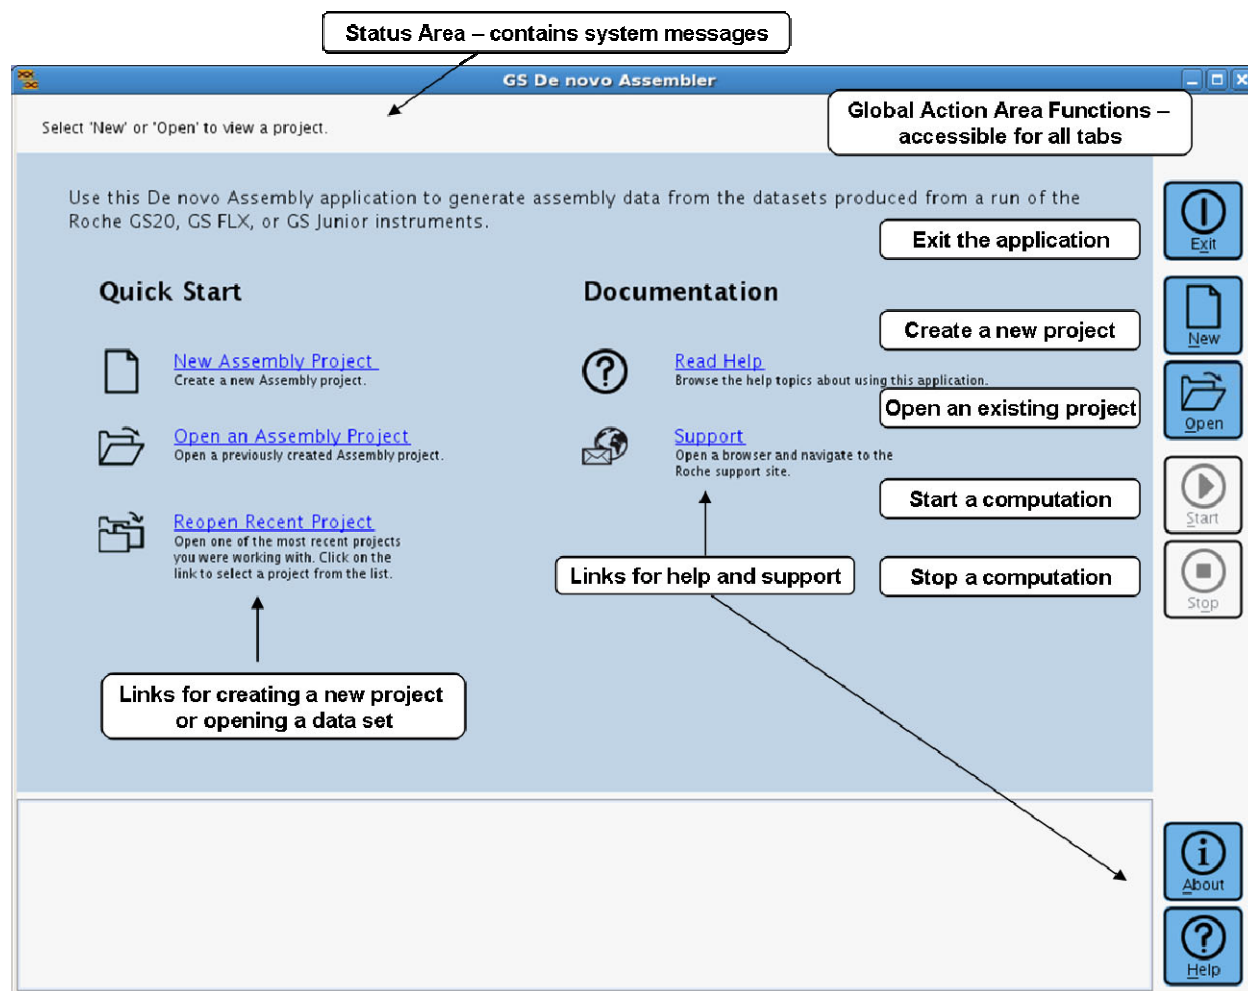 Status Area – contains system messages
GS De novo Assembler
Select 'New' or 'Open' to view a project.
Global Action Area Functions –
accessible for all tabs
Use this De novo Assembly application to generate assembly data from the datasets produced from a run of the
Roche GS20, GS FLX, or GS Junior instruments.
Exit the application
Exit
Quick Start
Documentation
Create a new project
New
New Assembly Project
Create a new Assembly project.
Read Help
Browse the help topics about using this application.
Open an existing project
Open
Open an Assembly Project
Open a previously created Assembly project.
Support
Open a browser and navigate to the
Roche support site.
Start a computation
Start
Reopen Recent Project
Open one of the most recent projects
you were working with. Click on the
link to select a project from the list.
Links for help and support
Stop a computation
Stop
Links for creating a new project
or opening a data set
About
Help